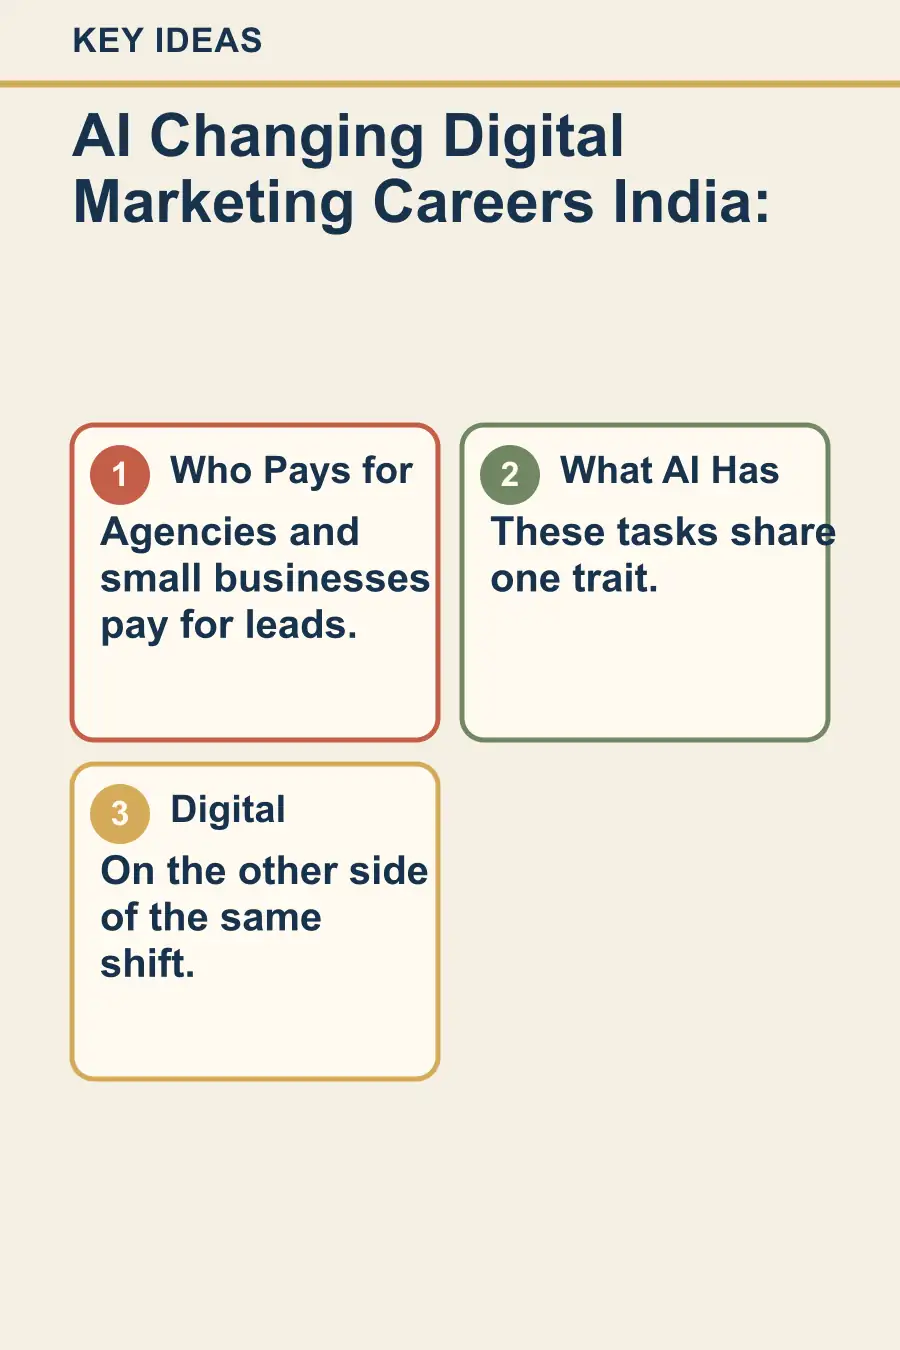 KEY IDEAS
AI Changing Digital
Marketing Careers India:
1 Who Pays for
Agencies and
small businesses
pay for leads.
2 What AI Has
These tasks share
one trait.
3 Digital
On the other side
of the same
shift.